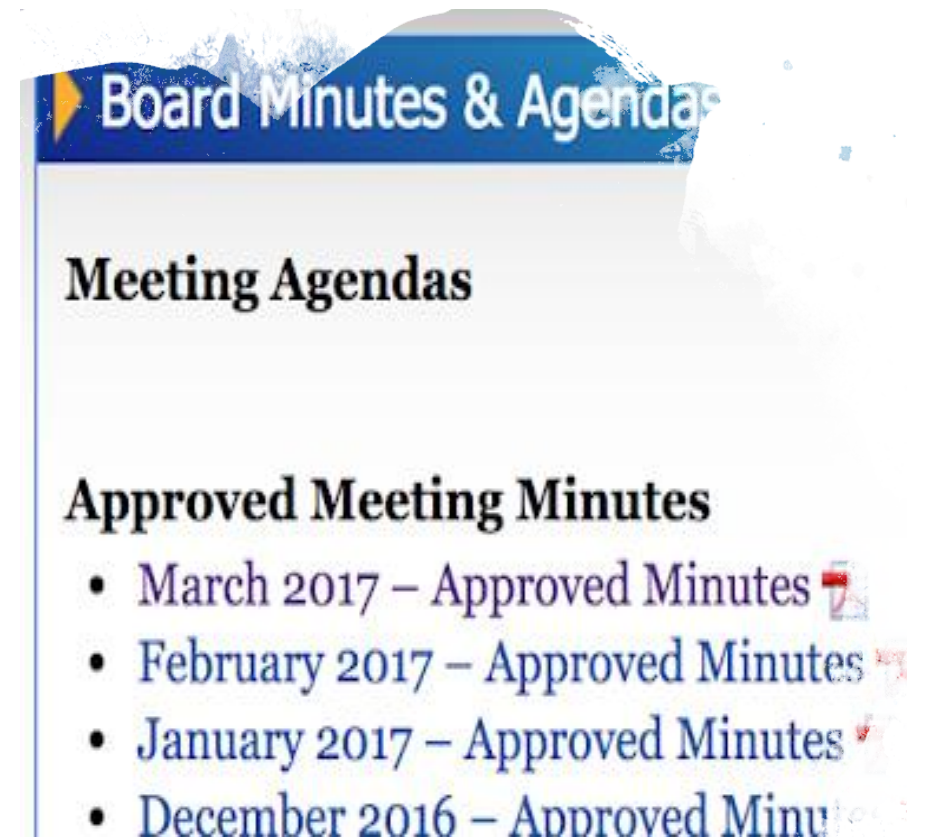 Board Minutes & Agendas
Meeting Agendas
Approved Meeting Minutes
• March 2017 – Approved Minutes
• February 2017 – Approved Minutes
• January 2017 – Approved Minutes
• December 2016 – Approved